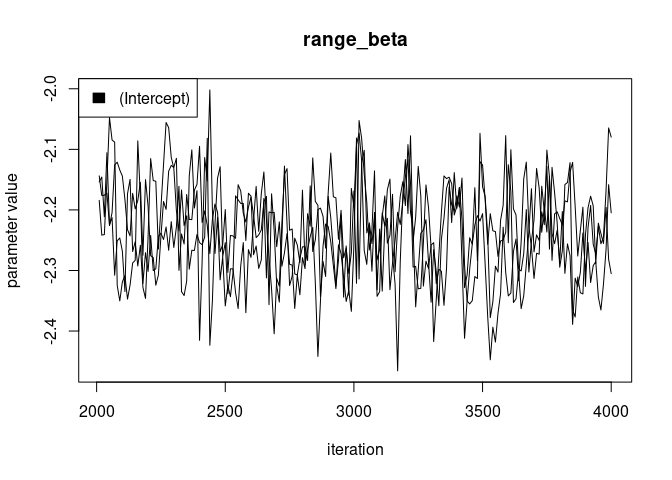 range_beta
(Intercept)
-2.0
-2.1
-2.2
-2.3
-2.4
parameter value
2000 2500 3000 3500 4000
iteration